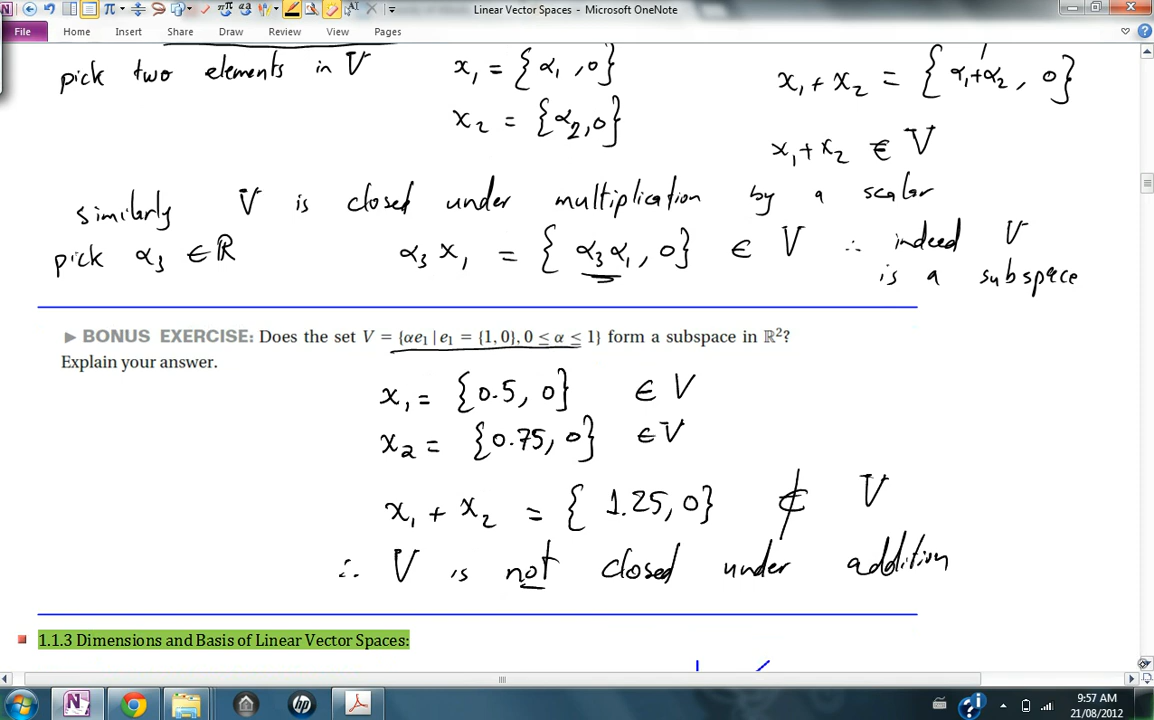 Linear Vector Spaces - Microsoft OneNote
File Home Insert Share Draw Review View Pages
pick two elements in V x₁ = {α₁, 0} x₁ + x₂ = {α₁+α₂, 0}
x₂ = {α₂, 0}
x₁ + x₂ ∈ V
similarly V is closed under multiplication by a scalar
pick α₃ ∈ ℝ α₃ x₁ = {α₃α₁, 0} ∈ V ∴ indeed V
is a subspace
▶ BONUS EXERCISE: Does the set V = {αe₁ | e₁ = {1, 0}, 0 ≤ α ≤ 1} form a subspace in ℝ²?
Explain your answer.
x₁ = {0.5, 0} ∈ V
x₂ = {0.75, 0} ∈ V
x₁ + x₂ = {1.25, 0} ∉ V
∴ V is not closed under addition
1.1.3 Dimensions and Basis of Linear Vector Spaces:
9:57 AM
21/08/2012